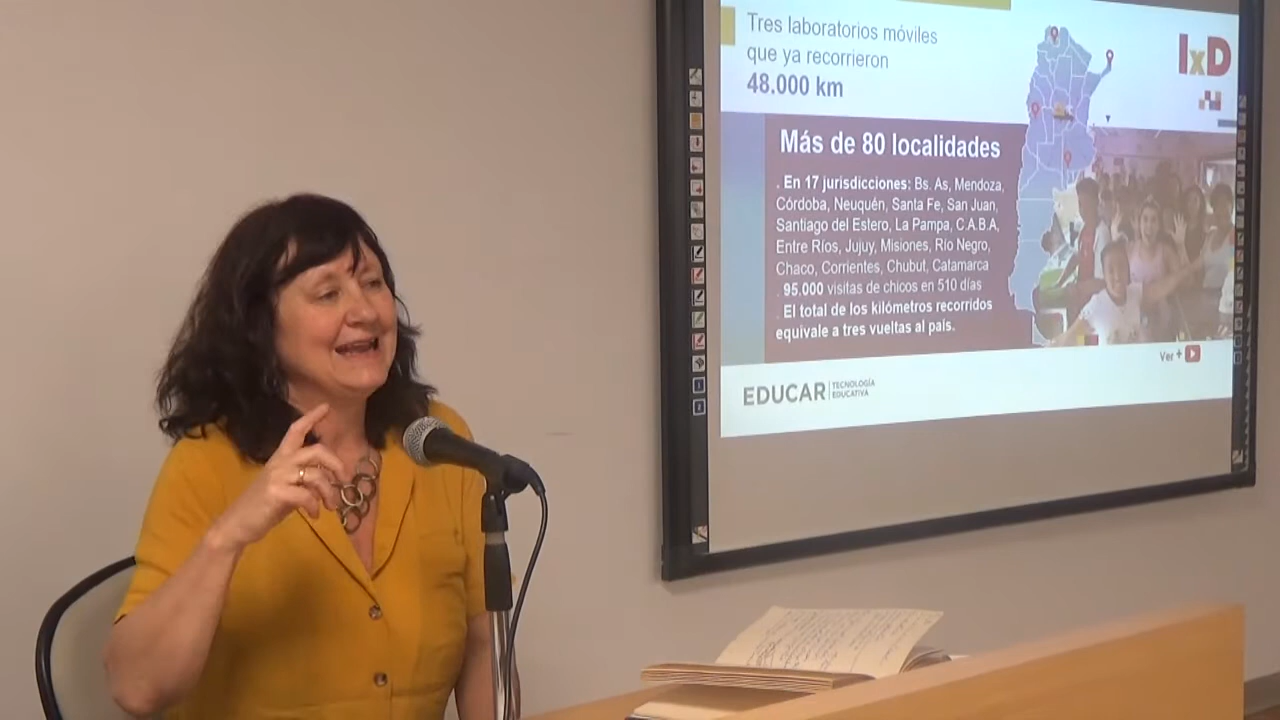 Tres laboratorios móviles
que ya recorrieron
48.000 km
IxD
Más de 80 localidades
. En 17 jurisdicciones: Bs. As, Mendoza,
Córdoba, Neuquén, Santa Fe, San Juan,
Santiago del Estero, La Pampa, C.A.B.A,
Entre Ríos, Jujuy, Misiones, Río Negro,
Chaco, Corrientes, Chubut, Catamarca
. 95.000 visitas de chicos en 510 días
. El total de los kilómetros recorridos
equivale a tres vueltas al país.
Ver +
EDUCAR TECNOLOGÍA
EDUCATIVA